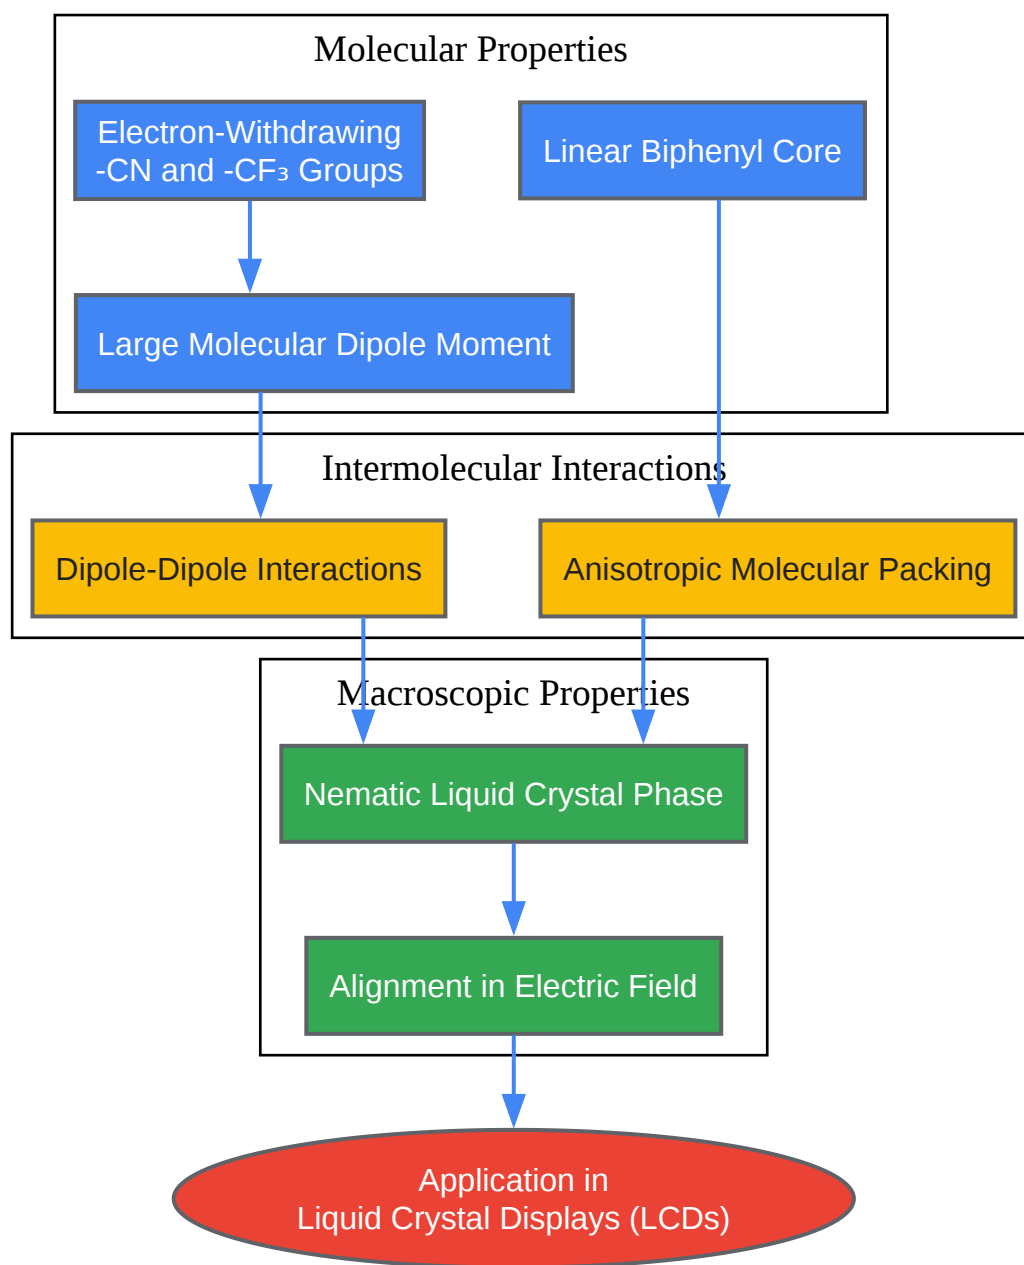 Molecular Properties
Electron-Withdrawing
-CN and -CF₃ Groups
Linear Biphenyl Core
Large Molecular Dipole Moment
Intermolecular Interactions
Dipole-Dipole Interactions
Anisotropic Molecular Packing
Macroscopic Properties
Nematic Liquid Crystal Phase
Alignment in Electric Field
Application in
Liquid Crystal Displays (LCDs)